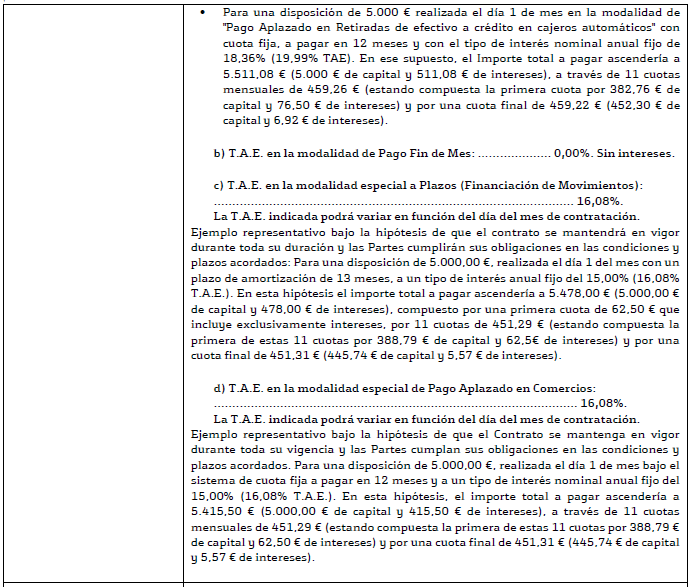 • Para una disposición de 5.000 € realizada el día 1 de mes en la modalidad de
"Pago Aplazado en Retiradas de efectivo a crédito en cajeros automáticos" con
cuota fija, a pagar en 12 meses y con el tipo de interés nominal anual fijo de
18,36% (19,99% TAE). En ese supuesto, el Importe total a pagar ascendería a
5.511,08 € (5.000 € de capital y 511,08 € de intereses), a través de 11 cuotas
mensuales de 459,26 € (estando compuesta la primera cuota por 382,76 € de
capital y 76,50 € de intereses) y por una cuota final de 459,22 € (452,30 € de
capital y 6,92 € de intereses).
b) T.A.E. en la modalidad de Pago Fin de Mes: .................... 0,00%. Sin intereses.
c) T.A.E. en la modalidad especial a Plazos (Financiación de Movimientos):
.................................................................................................. 16,08%.
La T.A.E. indicada podrá variar en función del día del mes de contratación.
Ejemplo representativo bajo la hipótesis de que el contrato se mantendrá en vigor
durante toda su duración y las Partes cumplirán sus obligaciones en las condiciones y
plazos acordados: Para una disposición de 5.000,00 €, realizada el día 1 del mes con un
plazo de amortización de 13 meses, a un tipo de interés anual fijo del 15,00% (16,08%
T.A.E.). En esta hipótesis el importe total a pagar ascendería a 5.478,00 € (5.000,00 €
de capital y 478,00 € de intereses), compuesto por una primera cuota de 62,50 € que
incluye exclusivamente intereses, por 11 cuotas de 451,29 € (estando compuesta la
primera de estas 11 cuotas por 388,79 € de capital y 62,5€ de intereses) y por una
cuota final de 451,31 € (445,74 € de capital y 5,57 € de intereses).
d) T.A.E. en la modalidad especial de Pago Aplazado en Comercios:
................................................................................................... 16,08%.
La T.A.E. indicada podrá variar en función del día del mes de contratación.
Ejemplo representativo bajo la hipótesis de que el Contrato se mantenga en vigor
durante toda su vigencia y las Partes cumplan sus obligaciones en las condiciones y
plazos acordados. Para una disposición de 5.000,00 €, realizada el día 1 de mes bajo el
sistema de cuota fija a pagar en 12 meses y a un tipo de interés nominal anual fijo del
15,00% (16,08% T.A.E.). En esta hipótesis, el importe total a pagar ascendería a
5.415,50 € (5.000,00 € de capital y 415,50 € de intereses), a través de 11 cuotas
mensuales de 451,29 € (estando compuesta la primera de estas 11 cuotas por 388,79 €
de capital y 62,50 € de intereses) y por una cuota final de 451,31 € (445,74 € de capital
y 5,57 € de intereses).